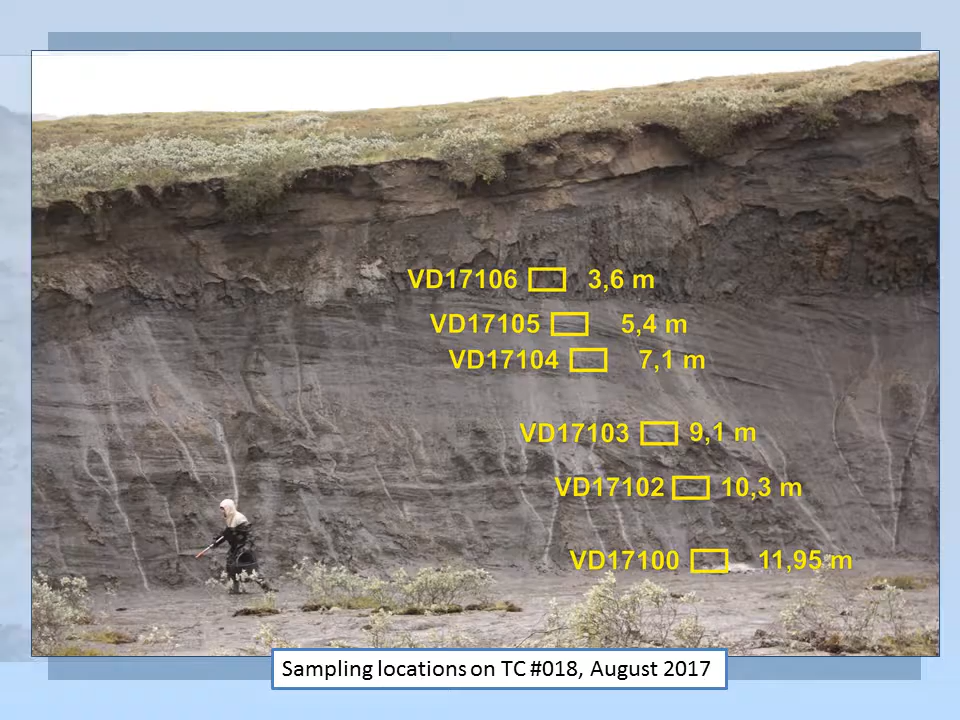 VD17106 3,6 m
VD17105 5,4 m
VD17104 7,1 m
VD17103 9,1 m
VD17102 10,3 m
VD17100 11,95 m
Sampling locations on TC #018, August 2017